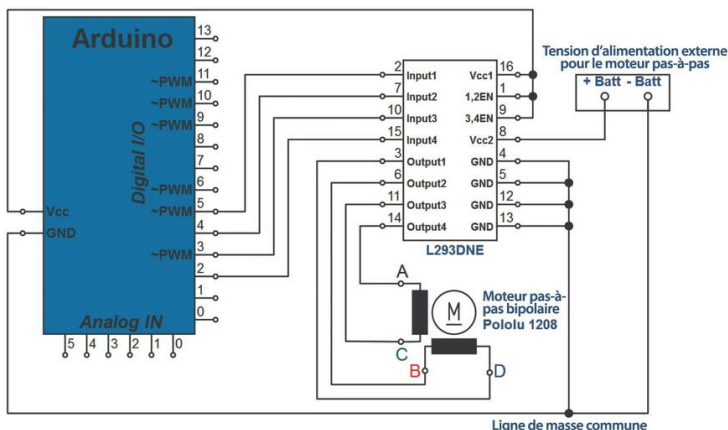 Arduino
Digital I/O
Analog IN
Vcc
GND
13
12
~PWM 11
~PWM 10
~PWM 9
8
7
~PWM 6
~PWM 5
4
~PWM 3
2
1
0
5 4 3 2 1 0
2 Input1 Vcc1 16
7 Input2 1,2EN 1
10 Input3 3,4EN 9
15 Input4 Vcc2 8
3 Output1 GND 4
6 Output2 GND 5
11 Output3 GND 12
14 Output4 GND 13
L293DNE
Tension d'alimentation externe
pour le moteur pas-à-pas
+ Batt - Batt
A
C
M
B
D
Moteur pas-à-
pas bipolaire
Pololu 1208
Ligne de masse commune